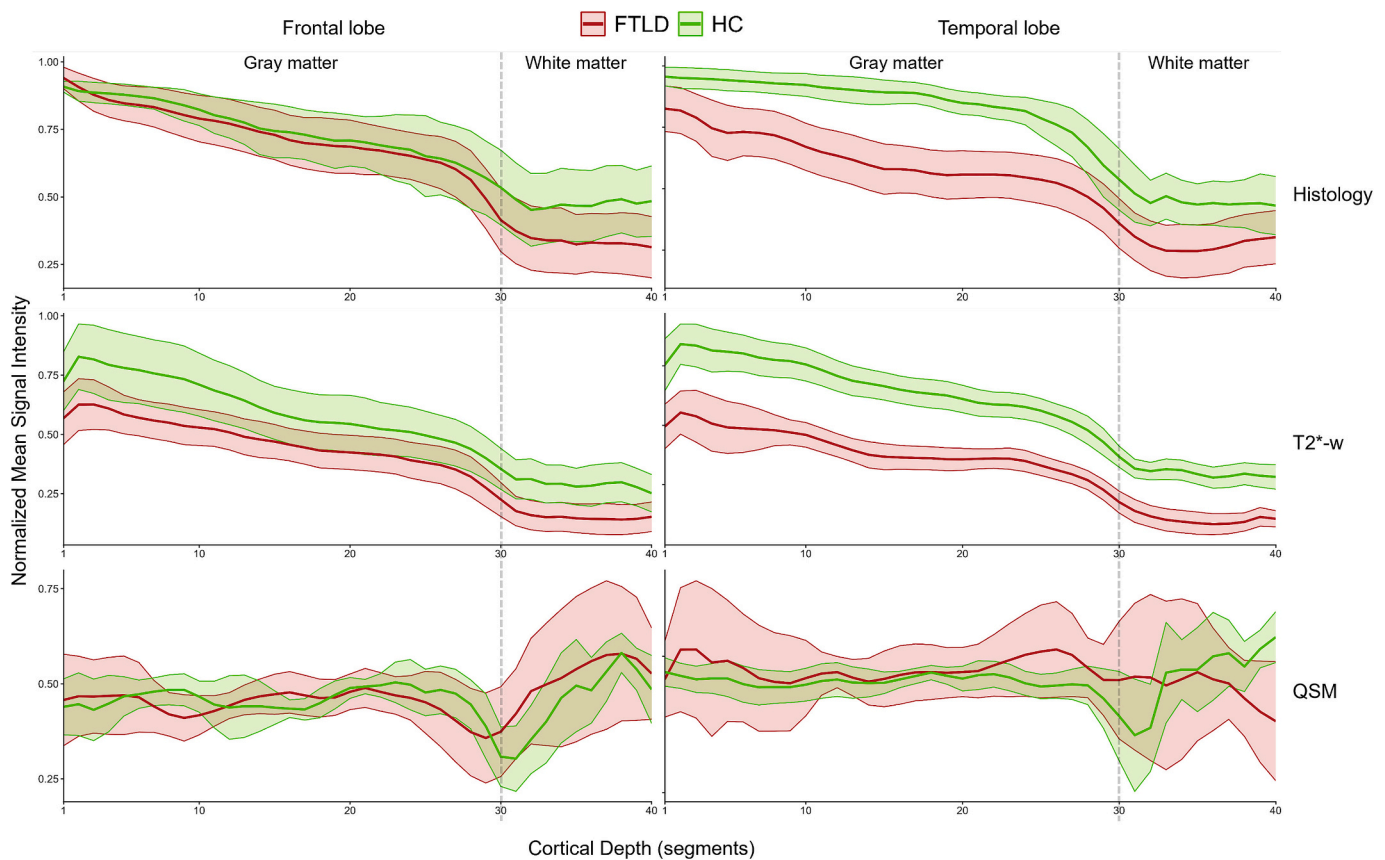 Frontal lobe
FTLD HC
Temporal lobe
Gray matter White matter Gray matter White matter
1.00
0.75
0.50
0.25
1 10 20 30 40 1 10 20 30 40
Histology
1.00
0.75
0.50
0.25
1 10 20 30 40 1 10 20 30 40
T2*-w
0.75
0.50
0.25
1 10 20 30 40 1 10 20 30 40
QSM
Normalized Mean Signal Intensity
Cortical Depth (segments)